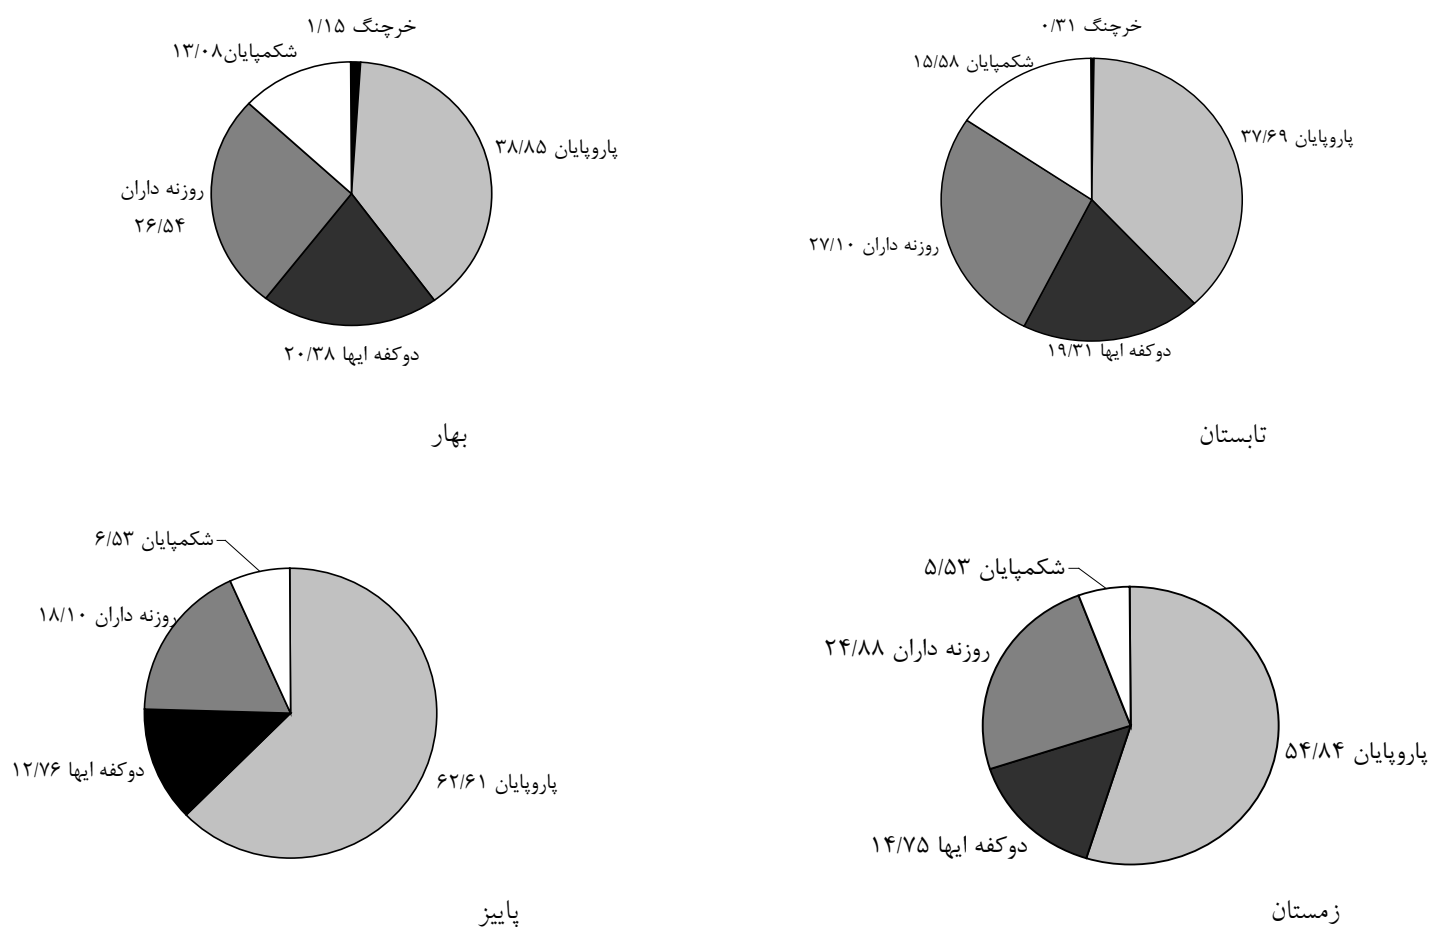 خرچنگ ۱/۱۵
شکمپایان۱۳/۰۸
پاروپایان ۳۸/۸۵
روزنه داران
۲۶/۵۴
دوکفه ایها ۲۰/۳۸
بهار
خرچنگ ۰/۳۱
شکمپایان ۱۵/۵۸
پاروپایان ۳۷/۶۹
روزنه داران ۲۷/۱۰
دوکفه ایها ۱۹/۳۱
تابستان
شکمپایان ۶/۵۳
روزنه داران ۱۸/۱۰
دوکفه ایها ۱۲/۷۶
پاروپایان ۶۲/۶۱
پاییز
شکمپایان ۵/۵۳
روزنه داران ۲۴/۸۸
پاروپایان ۵۴/۸۴
دوکفه ایها ۱۴/۷۵
زمستان